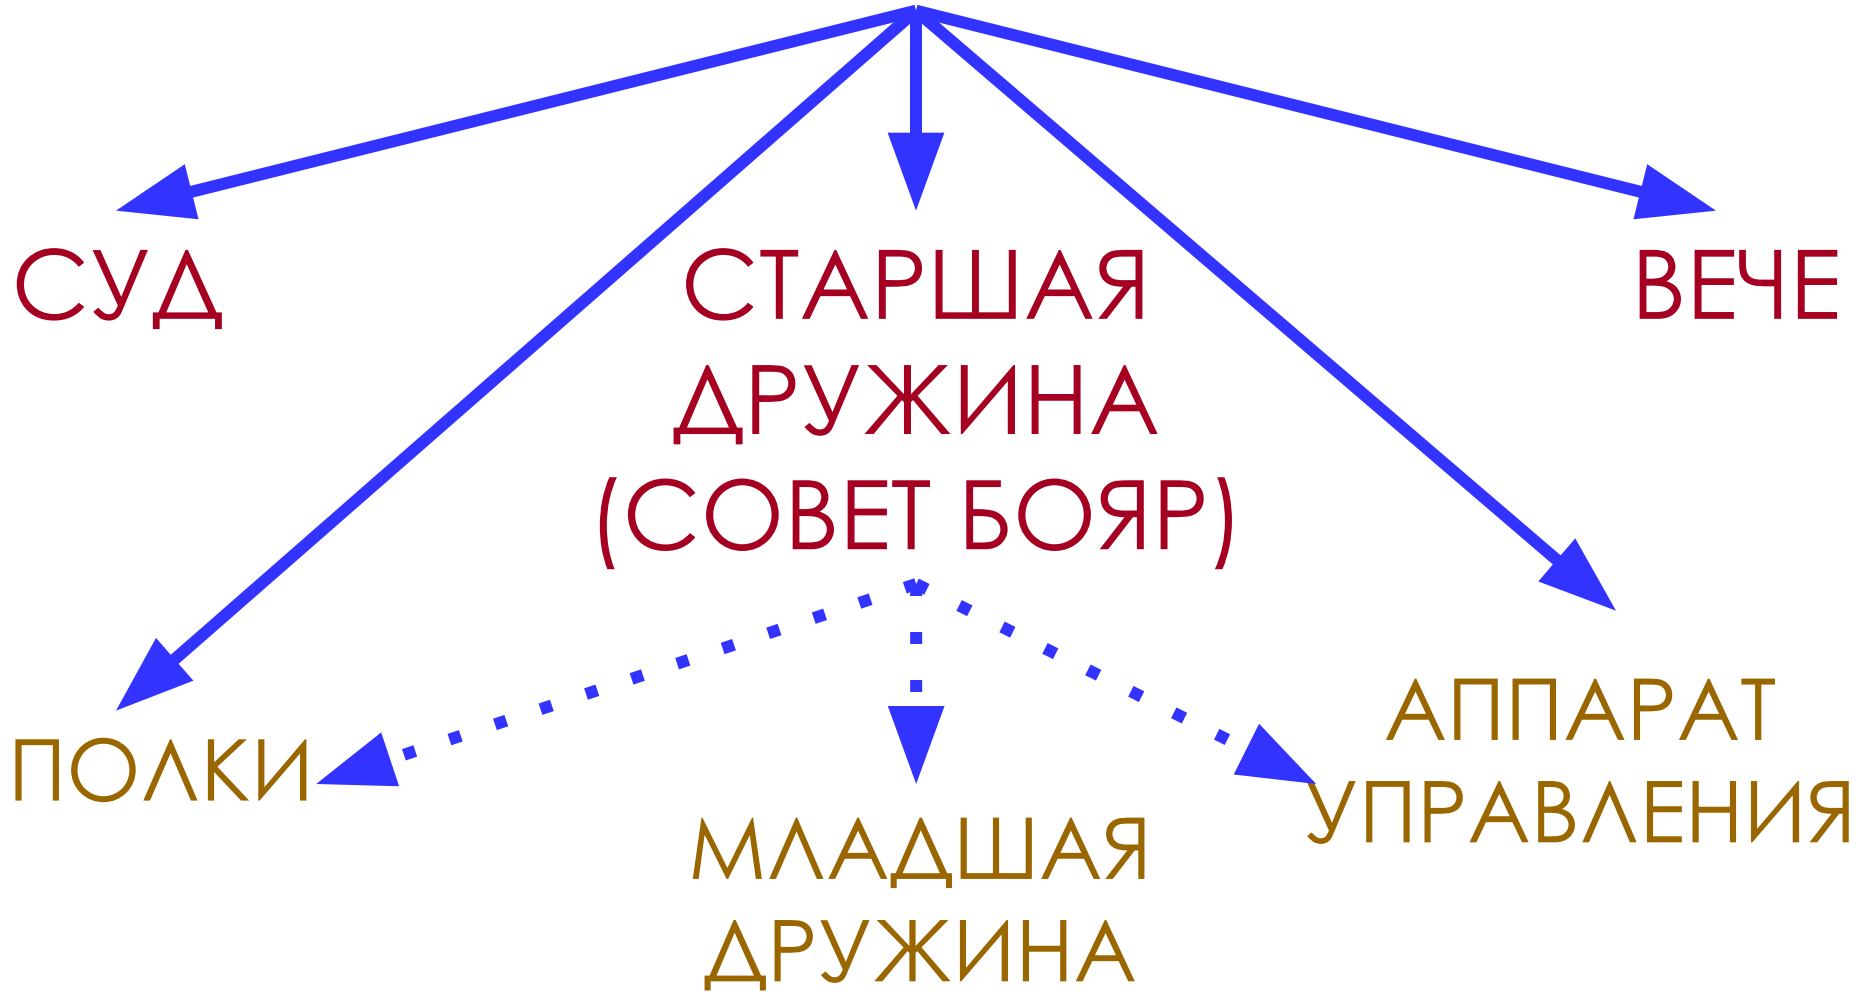 СУД
СТАРШАЯ
ДРУЖИНА
(СОВЕТ БОЯР)
ВЕЧЕ
ПОЛКИ
МЛАДШАЯ
ДРУЖИНА
АППАРАТ
УПРАВЛЕНИЯ